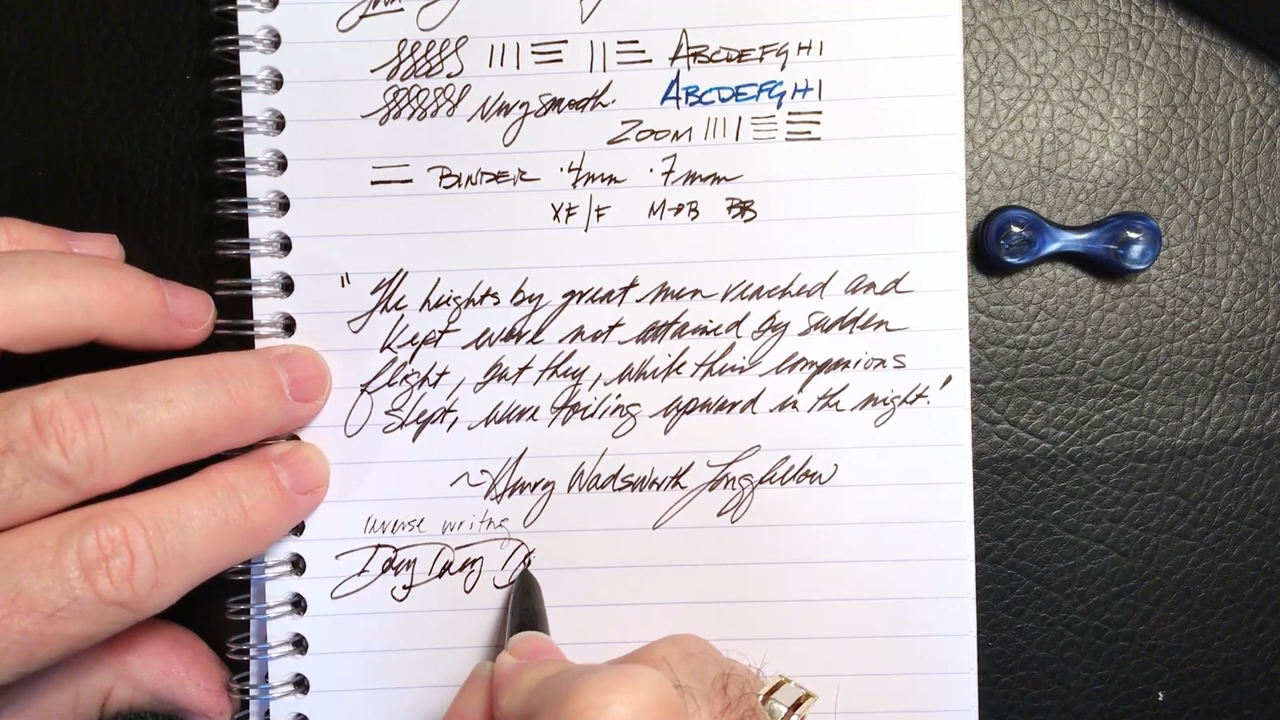 ABCDEFGHI
Very smooth. ABCDEFGHI
ZOOM
BINDER .4mm .7mm
XF/F M→B BB
"The heights by great men reached and
kept were not attained by sudden
flight, but they, while their companions
slept, were toiling upward in the night."
~Henry Wadsworth Longfellow
reverse writing